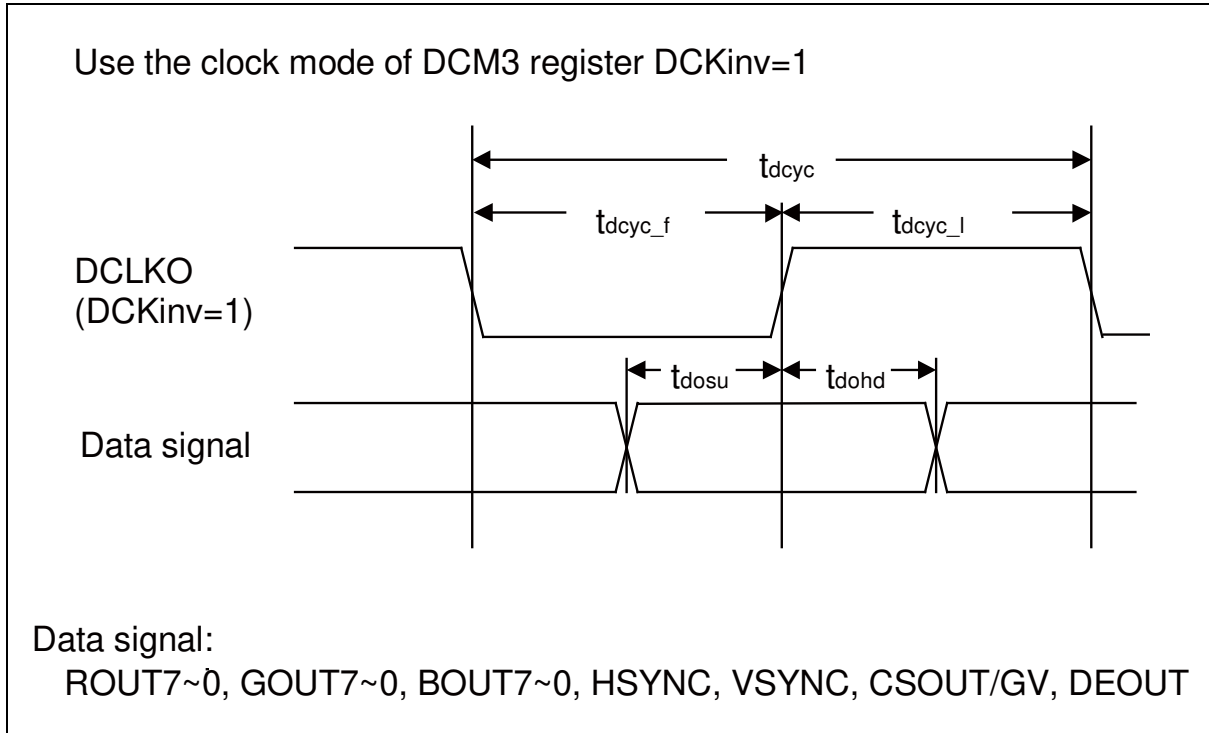 Use the clock mode of DCM3 register DCKinv=1
tdcyc
tdcyc_f
tdcyc_l
DCLKO
(DCKinv=1)
tdosu
tdohd
Data signal
Data signal:
ROUT7~0, GOUT7~0, BOUT7~0, HSYNC, VSYNC, CSOUT/GV, DEOUT